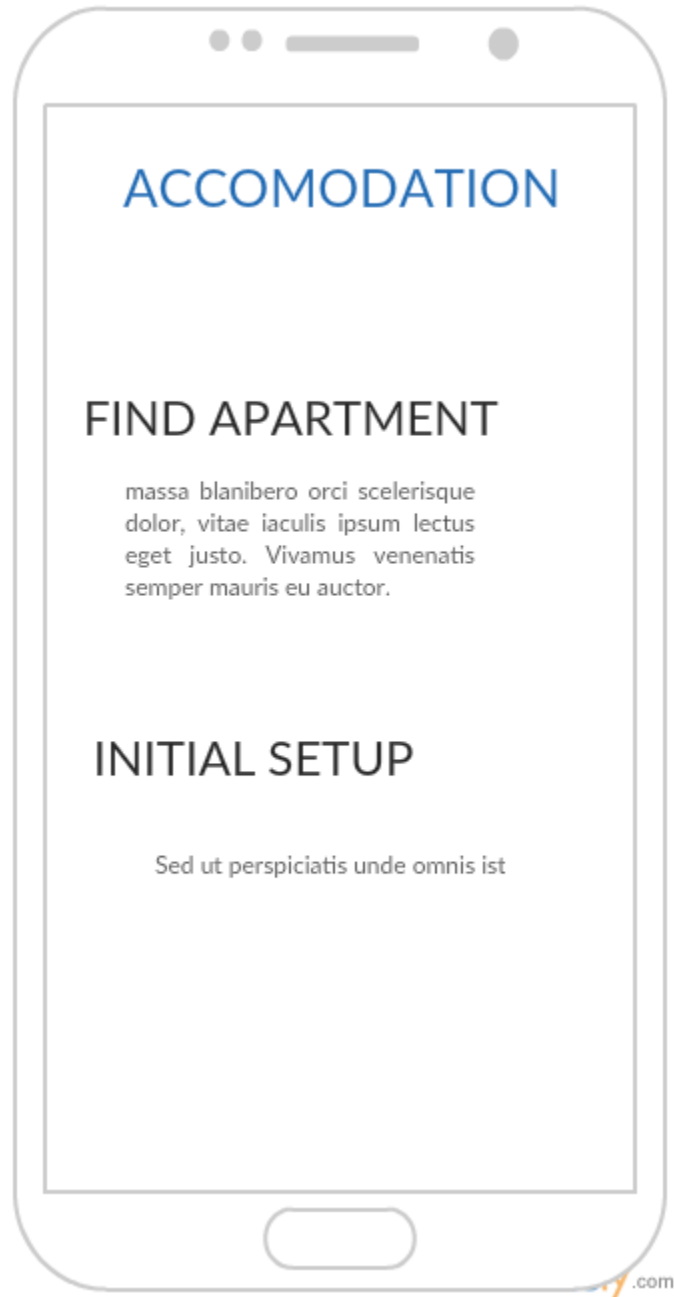 ACCOMODATION
FIND APARTMENT
massa blanibero orci scelerisque
dolor, vitae iaculis ipsum lectus
eget justo. Vivamus venenatis
semper mauris eu auctor.
INITIAL SETUP
Sed ut perspiciatis unde omnis ist
.com